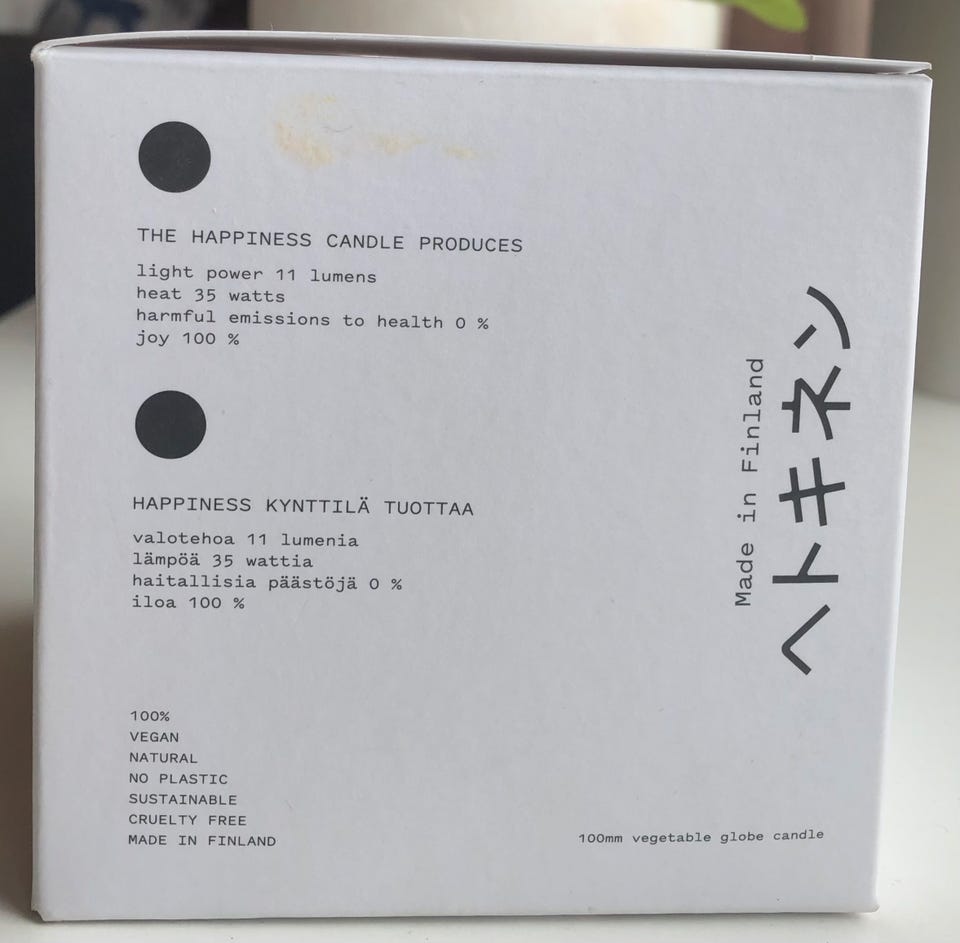 THE HAPPINESS CANDLE PRODUCES
light power 11 lumens
heat 35 watts
harmful emissions to health 0 %
joy 100 %
HAPPINESS KYNTTILÄ TUOTTAA
valotehoa 11 lumenia
lämpöä 35 wattia
haitallisia päästöjä 0 %
iloa 100 %
100%
VEGAN
NATURAL
NO PLASTIC
SUSTAINABLE
CRUELTY FREE
MADE IN FINLAND
Made in Finland
ヘトキネン
100mm vegetable globe candle